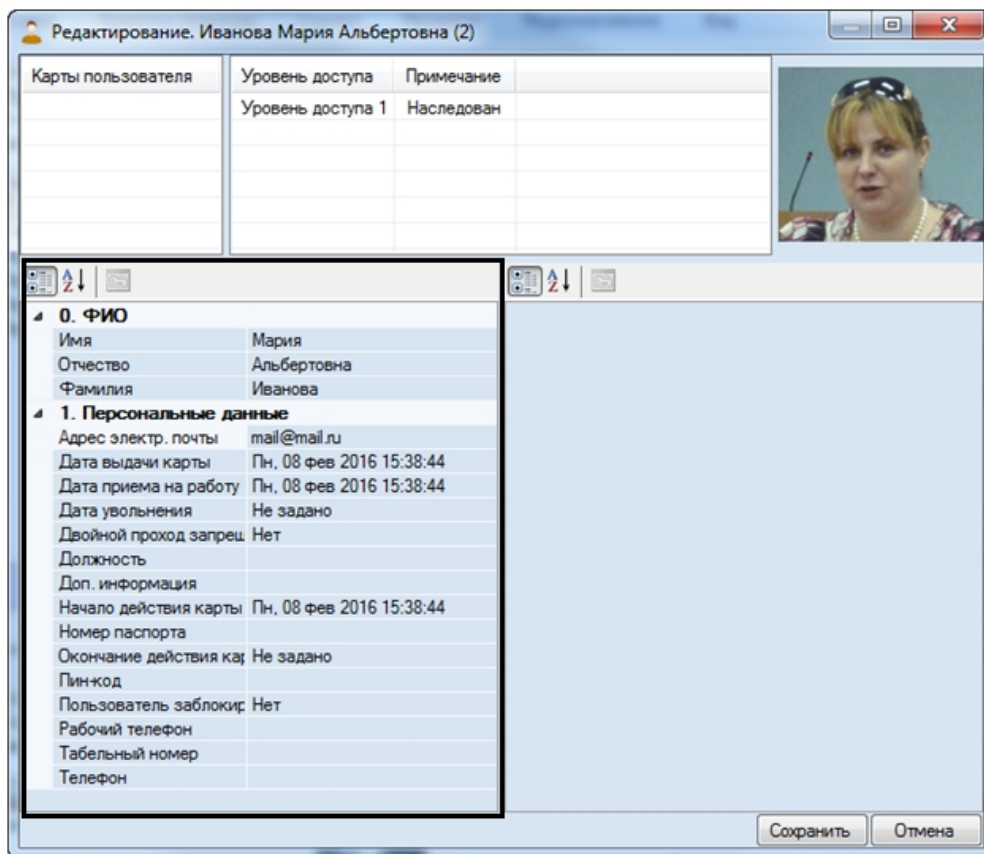 Редактирование. Иванова Мария Альбертовна (2)
Карты пользователя Уровень доступа Примечание
Уровень доступа 1 Наследован
0. ФИО
Имя Мария
Отчество Альбертовна
Фамилия Иванова
1. Персональные данные
Адрес электр. почты mail@mail.ru
Дата выдачи карты Пн, 08 фев 2016 15:38:44
Дата приема на работу Пн, 08 фев 2016 15:38:44
Дата увольнения Не задано
Двойной проход запрещ Нет
Должность
Доп. информация
Начало действия карты Пн, 08 фев 2016 15:38:44
Номер паспорта
Окончание действия кар Не задано
Пин-код
Пользователь заблокир Нет
Рабочий телефон
Табельный номер
Телефон
Сохранить Отмена